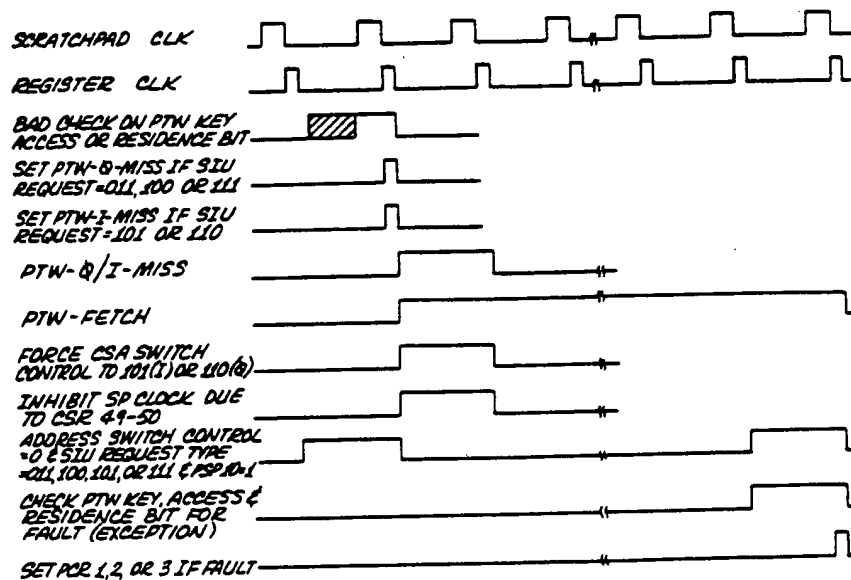 SCRATCHPAD CLK
REGISTER CLK
BAD CHECK ON PTW KEY
ACCESS OR RESIDENCE BIT
SET PTW-Q-MISS IF SIU
REQUEST=011,100 OR 111
SET PTW-I-MISS IF SIU
REQUEST=101 OR 110
PTW-Q/I-MISS
PTW-FETCH
FORCE CSA SWITCH
CONTROL TO 101(I) OR 110(Q)
INHIBIT SP CLOCK DUE
TO CSR 49-50
ADDRESS SWITCH CONTROL
=0 & SIU REQUEST TYPE
=011,100,101, OR 111 & PSP10=1
CHECK PTW KEY, ACCESS &
RESIDENCE BIT FOR
FAULT (EXCEPTION)
SET PCR 1,2, OR 3 IF FAULT